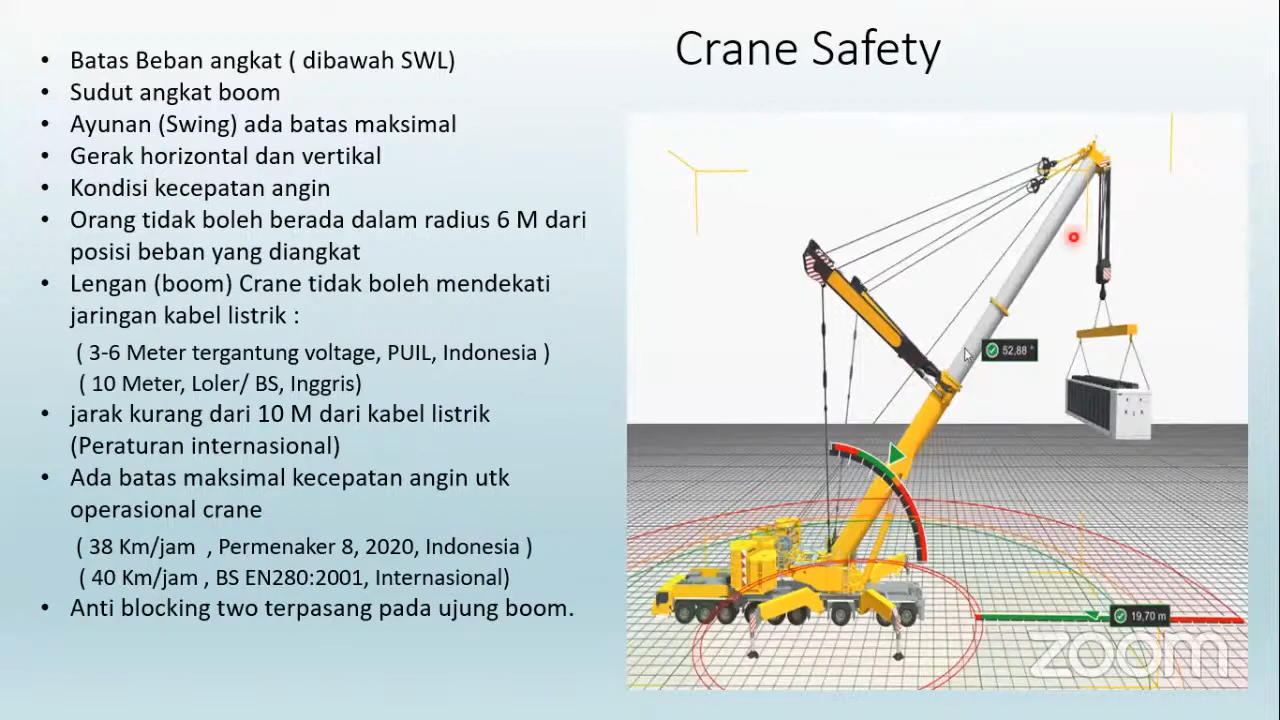 Crane Safety
• Batas Beban angkat ( dibawah SWL)
• Sudut angkat boom
• Ayunan (Swing) ada batas maksimal
• Gerak horizontal dan vertikal
• Kondisi kecepatan angin
• Orang tidak boleh berada dalam radius 6 M dari
posisi beban yang diangkat
• Lengan (boom) Crane tidak boleh mendekati
jaringan kabel listrik :
( 3-6 Meter tergantung voltage, PUIL, Indonesia )
( 10 Meter, Loler/ BS, Inggris)
• jarak kurang dari 10 M dari kabel listrik
(Peraturan internasional)
• Ada batas maksimal kecepatan angin utk
operasional crane
( 38 Km/jam , Permenaker 8, 2020, Indonesia )
( 40 Km/jam , BS EN280:2001, Internasional)
• Anti blocking two terpasang pada ujung boom.
52,88 °
19,70 m
zoom